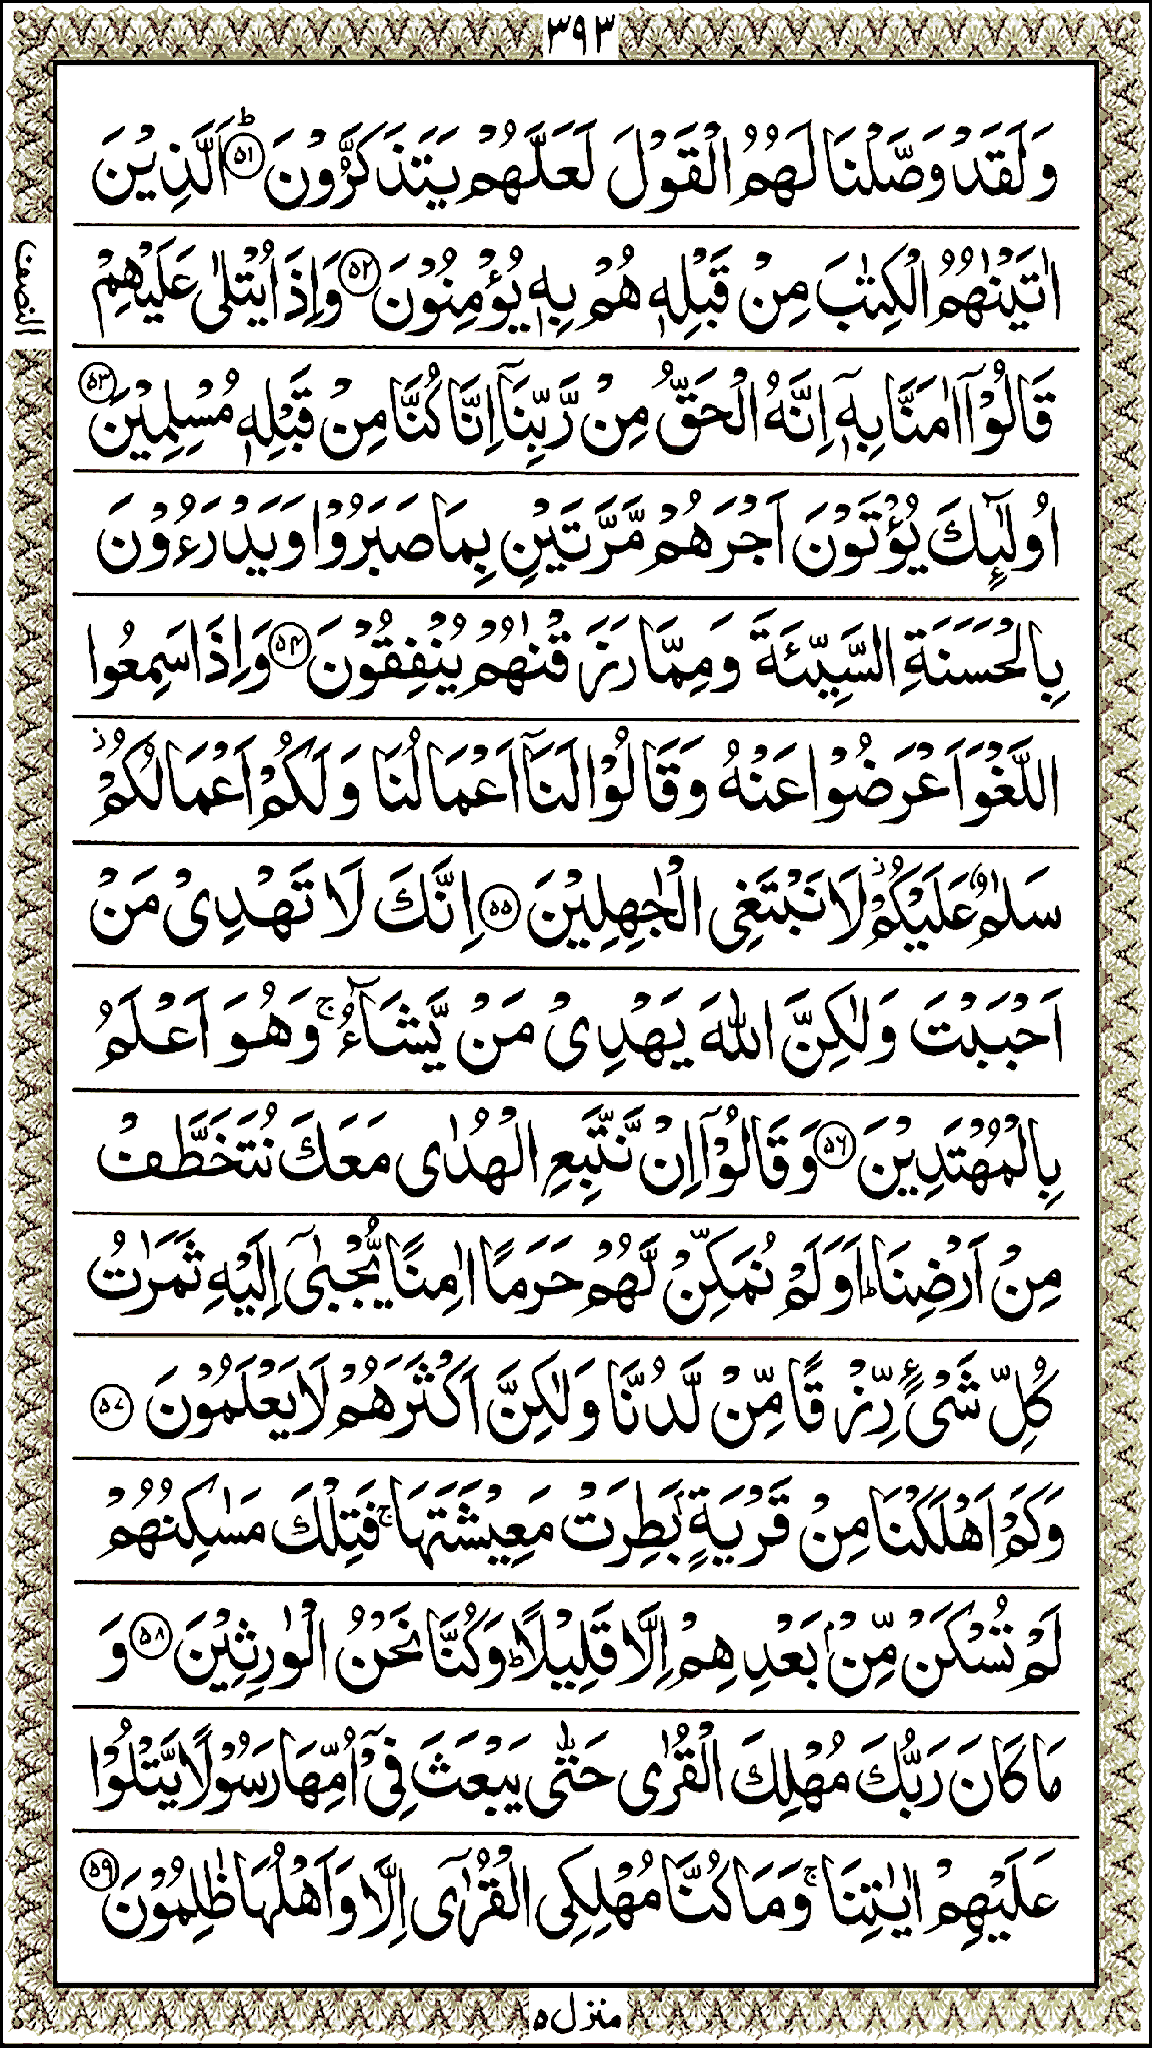 ٣٩٣
وَلَقَدْ وَصَّلْنَا لَهُمُ الْقَوْلَ لَعَلَّهُمْ يَتَذَكَّرُوْنَ ﴿۵۱﴾ؕ اَلَّذِيْنَ
اٰتَيْنٰهُمُ الْكِتٰبَ مِنْ قَبْلِهٖ هُمْ بِهٖ يُؤْمِنُوْنَ ﴿۵۲﴾ وَاِذَا يُتْلٰى عَلَيْهِمْ
قَالُوْۤا اٰمَنَّا بِهٖۤ اِنَّهُ الْحَقُّ مِنْ رَّبِّنَاۤ اِنَّا كُنَّا مِنْ قَبْلِهٖ مُسْلِمِيْنَ ﴿۵۳﴾
اُولٰٓئِكَ يُؤْتَوْنَ اَجْرَهُمْ مَّرَّتَيْنِ بِمَا صَبَرُوْا وَيَدْرَءُوْنَ
بِالْحَسَنَةِ السَّيِّئَةَ وَمِمَّا رَزَقْنٰهُمْ يُنْفِقُوْنَ ﴿۵۴﴾ وَاِذَا سَمِعُوا
اللَّغْوَ اَعْرَضُوْا عَنْهُ وَقَالُوْا لَنَاۤ اَعْمَالُنَا وَلَكُمْ اَعْمَالُكُمْ ؗ
سَلٰمٌ عَلَيْكُمْ ؗ لَا نَبْتَغِى الْجٰهِلِيْنَ ﴿۵۵﴾ اِنَّكَ لَا تَهْدِىْ مَنْ
اَحْبَبْتَ وَلٰكِنَّ اللّٰهَ يَهْدِىْ مَنْ يَّشَآءُ ۚ وَهُوَ اَعْلَمُ
بِالْمُهْتَدِيْنَ ﴿۵۶﴾ وَقَالُوْۤا اِنْ نَّتَّبِعِ الْهُدٰى مَعَكَ نُتَخَطَّفْ
مِنْ اَرْضِنَا ؕ اَوَلَمْ نُمَكِّنْ لَّهُمْ حَرَمًا اٰمِنًا يُّجْبٰۤى اِلَيْهِ ثَمَرٰتُ
كُلِّ شَىْءٍ رِّزْقًا مِّنْ لَّدُنَّا وَلٰكِنَّ اَكْثَرَهُمْ لَا يَعْلَمُوْنَ ﴿۵۷﴾
وَكَمْ اَهْلَكْنَا مِنْ قَرْيَةٍۭ بَطِرَتْ مَعِيْشَتَهَا ۚ فَتِلْكَ مَسٰكِنُهُمْ
لَمْ تُسْكَنْ مِّنْۢ بَعْدِهِمْ اِلَّا قَلِيْلًا ؕ وَكُنَّا نَحْنُ الْوٰرِثِيْنَ ﴿۵۸﴾ وَ
مَا كَانَ رَبُّكَ مُهْلِكَ الْقُرٰى حَتّٰى يَبْعَثَ فِىْۤ اُمِّهَا رَسُوْلًا يَّتْلُوْا
عَلَيْهِمْ اٰيٰتِنَا ۚ وَمَا كُنَّا مُهْلِكِى الْقُرٰٓى اِلَّا وَاَهْلُهَا ظٰلِمُوْنَ ﴿۵۹﴾
النصف
منزل ۵